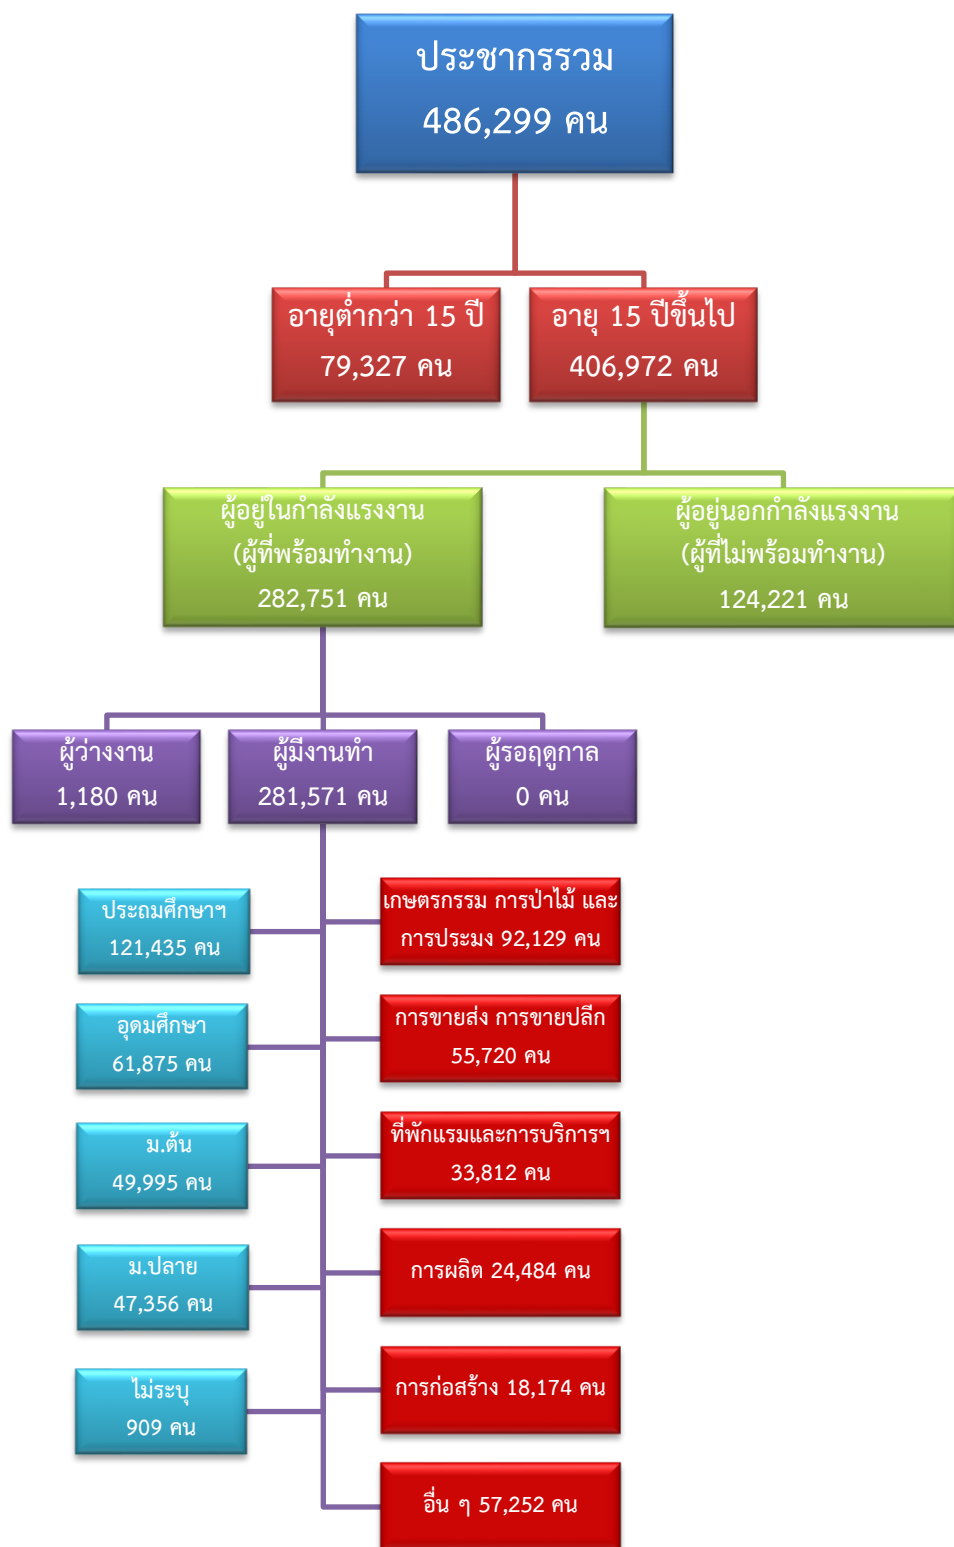 ประชากรรวม
486,299 คน
อายุต่ำกว่า 15 ปี
79,327 คน
อายุ 15 ปีขึ้นไป
406,972 คน
ผู้อยู่ในกำลังแรงงาน
(ผู้ที่พร้อมทำงาน)
282,751 คน
ผู้อยู่นอกกำลังแรงงาน
(ผู้ที่ไม่พร้อมทำงาน)
124,221 คน
ผู้ว่างงาน
1,180 คน
ผู้มีงานทำ
281,571 คน
ผู้รอฤดูกาล
0 คน
ประถมศึกษาฯ
121,435 คน
อุดมศึกษา
61,875 คน
ม.ต้น
49,995 คน
ม.ปลาย
47,356 คน
ไม่ระบุ
909 คน
เกษตรกรรม การป่าไม้ และ
การประมง 92,129 คน
การขายส่ง การขายปลีก
55,720 คน
ที่พักแรมและการบริการฯ
33,812 คน
การผลิต 24,484 คน
การก่อสร้าง 18,174 คน
อื่น ๆ 57,252 คน